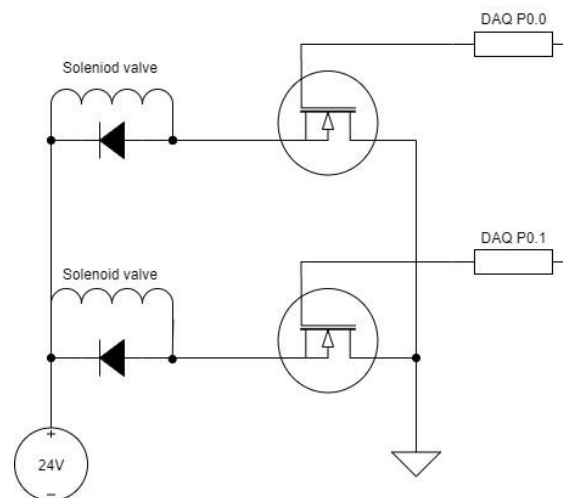 DAQ P0.0
Soleniod valve
DAQ P0.1
Solenoid valve
+
24V
−